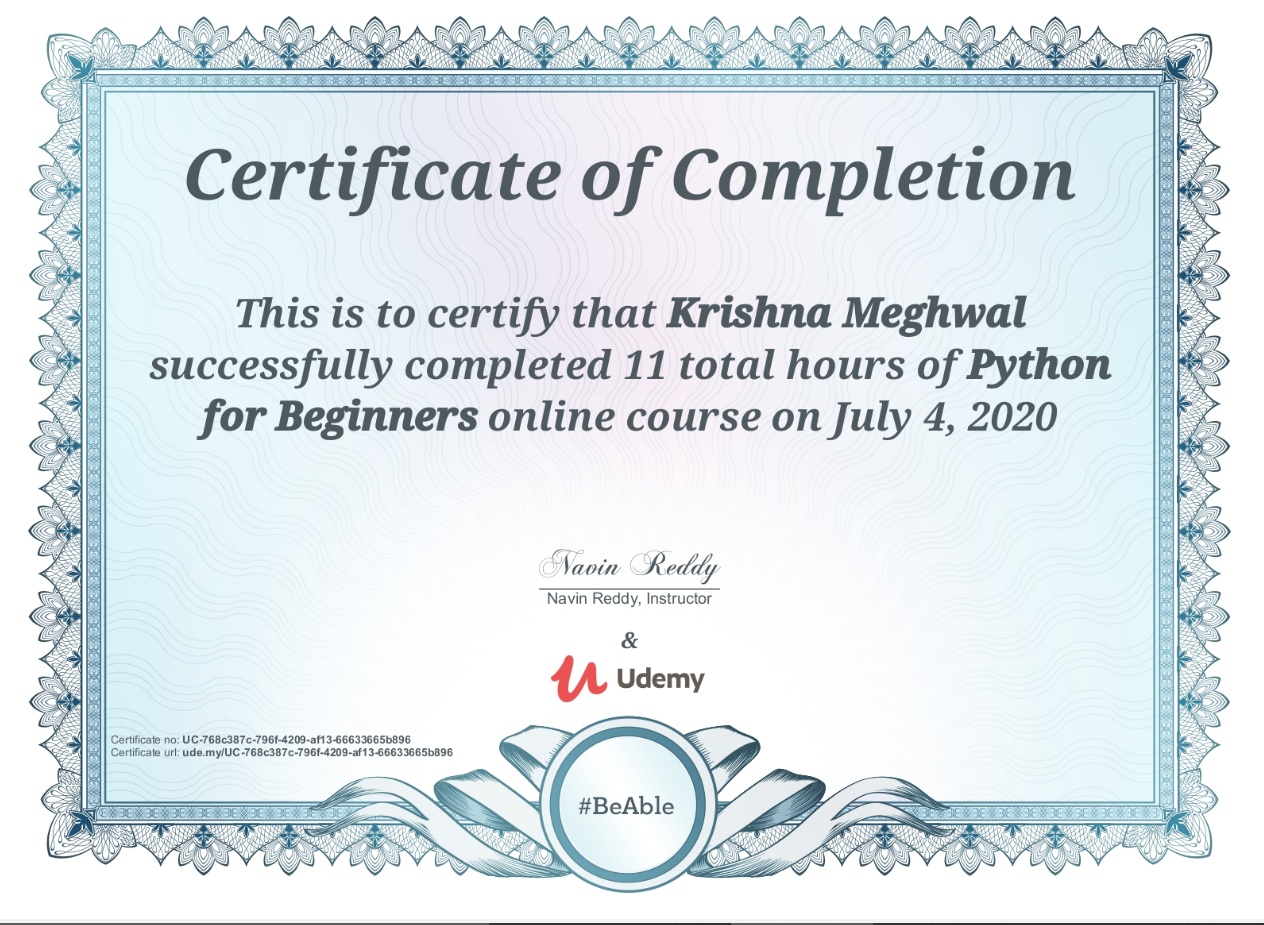 Certificate of Completion
This is to certify that Krishna Meghwal
successfully completed 11 total hours of Python
for Beginners online course on July 4, 2020
Navin Reddy
Navin Reddy, Instructor
&
Udemy
Certificate no: UC-768c387c-796f-4209-af13-66633665b896
Certificate url: ude.my/UC-768c387c-796f-4209-af13-66633665b896
#BeAble